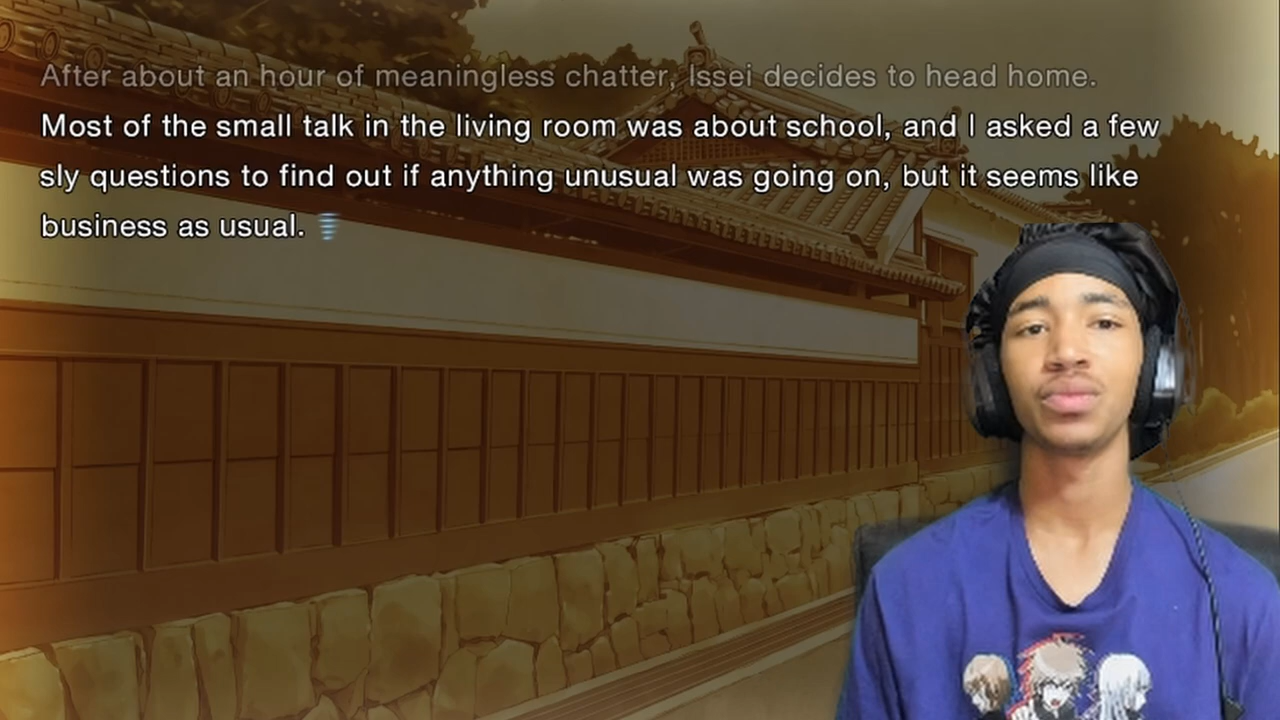 After about an hour of meaningless chatter, Issei decides to head home.
Most of the small talk in the living room was about school, and I asked a few
sly questions to find out if anything unusual was going on, but it seems like
business as usual.